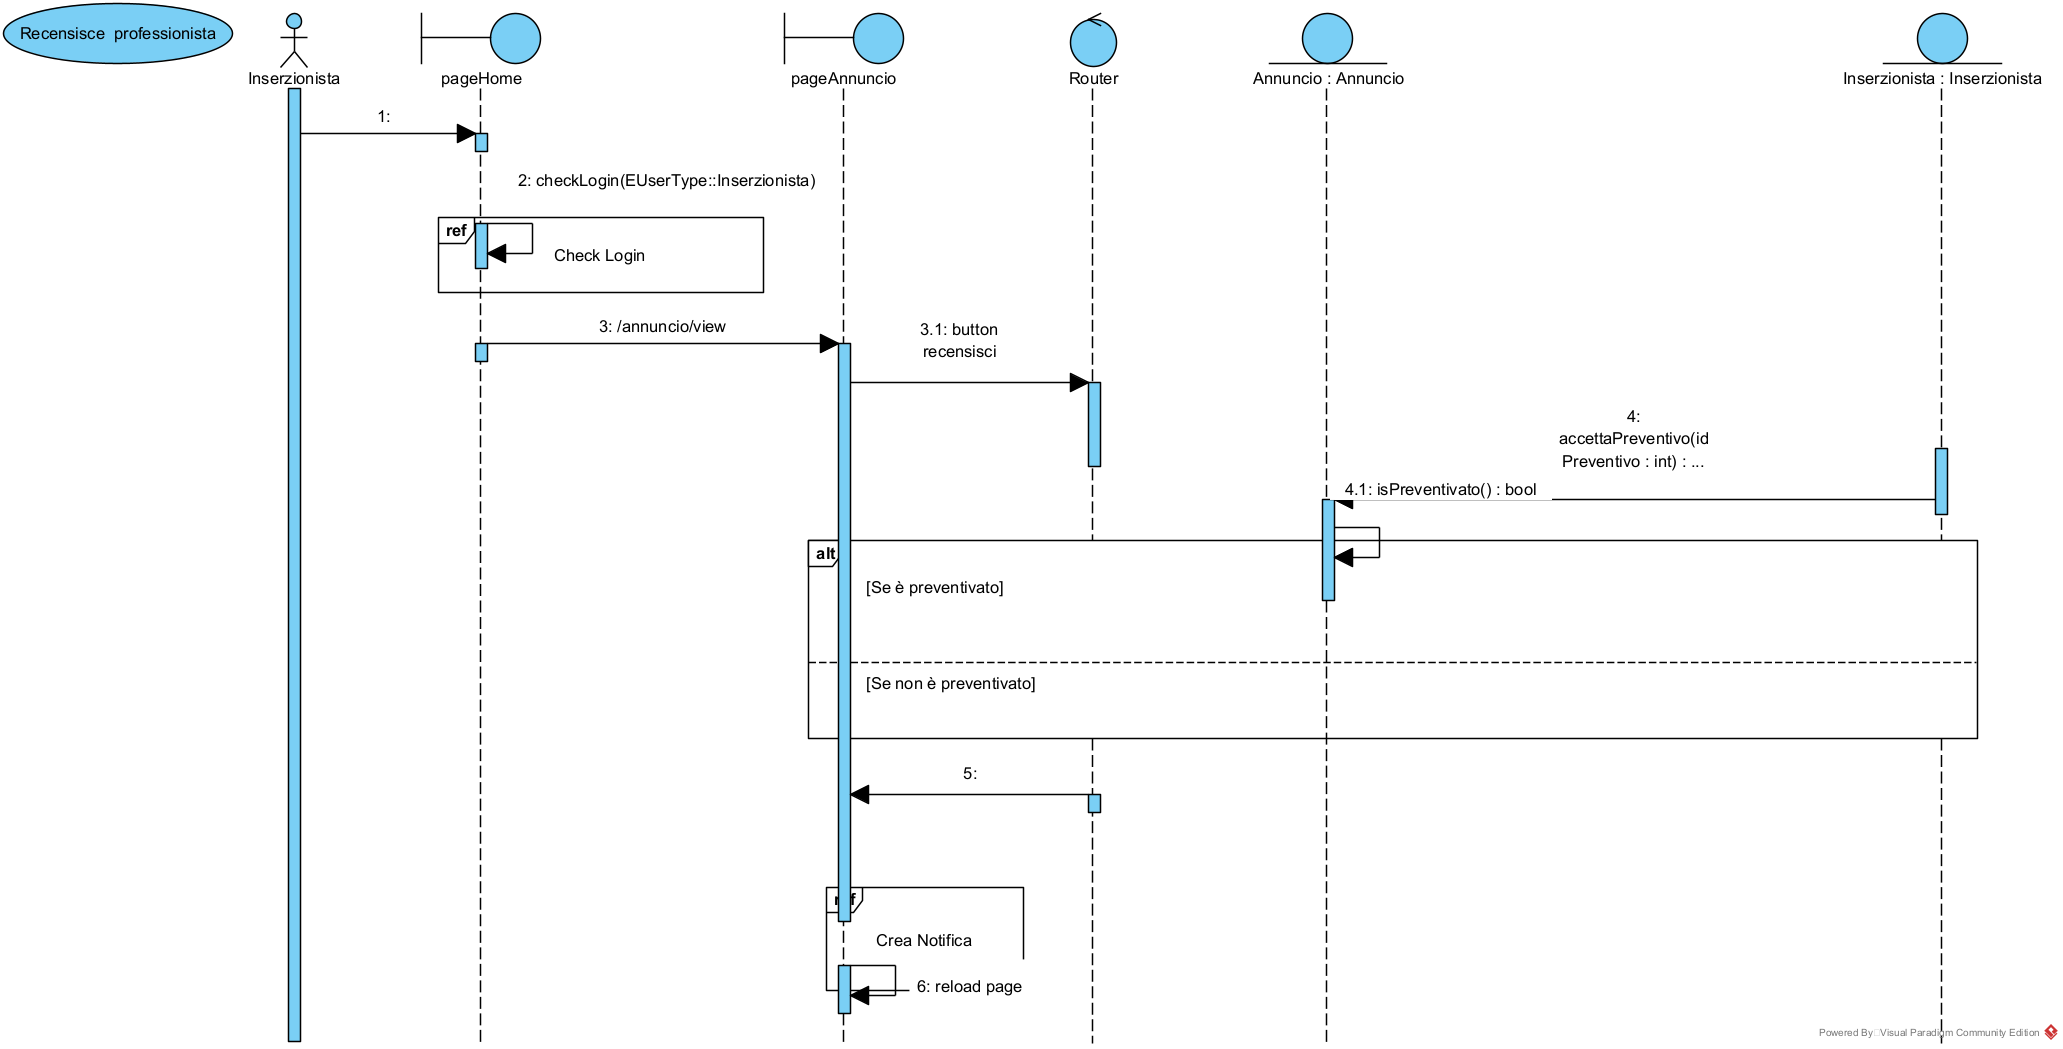 Recensisce  professionista
Inserzionista
pageHome
pageAnnuncio
Router
Annuncio : Annuncio
Inserzionista : Inserzionista
1:
2: checkLogin(EUserType::Inserzionista)
ref
Check Login
3: /annuncio/view
3.1: button
recensisci
4:
accettaPreventivo(id
Preventivo : int) : ...
4.1: isPreventivato() : bool
alt
[Se è preventivato]
[Se non è preventivato]
5:
ref
Crea Notifica
6: reload page
Powered By Visual Paradigm Community Edition